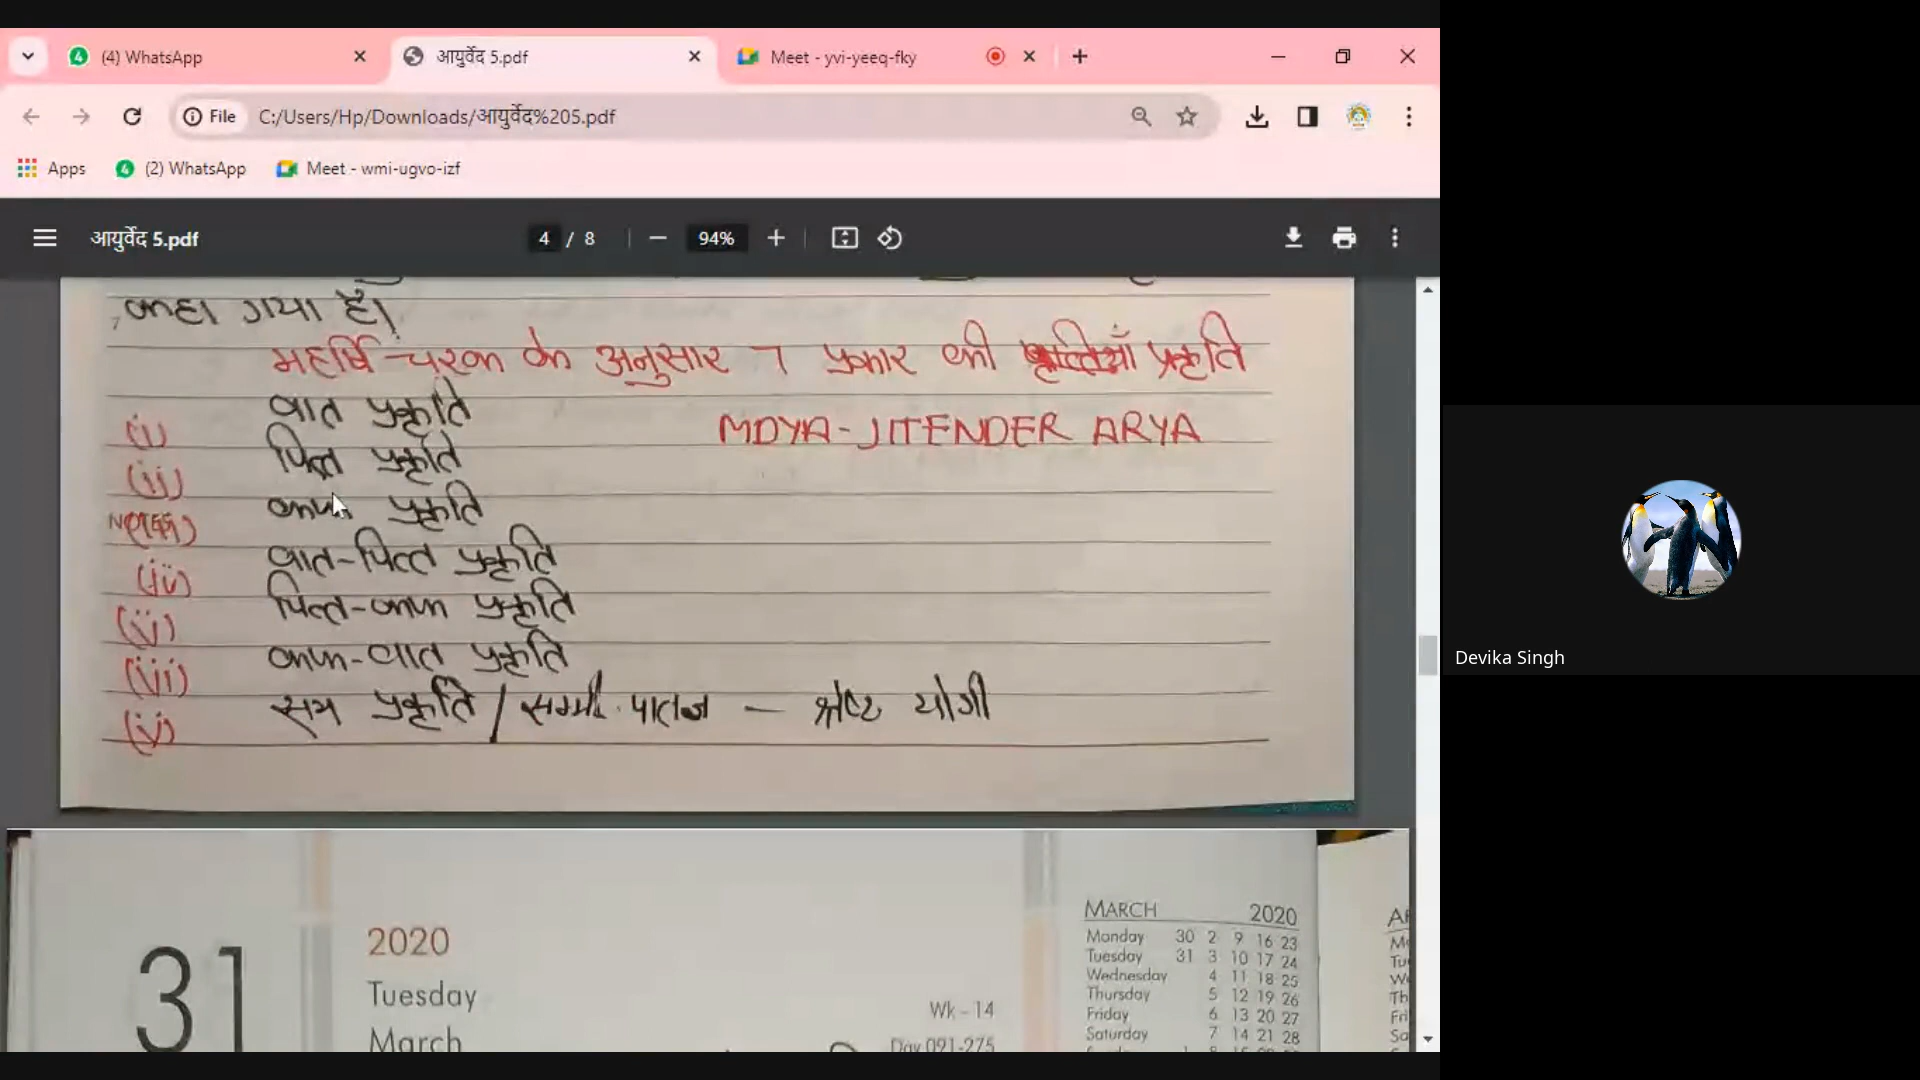 (4) WhatsApp
आयुर्वेद 5.pdf
Meet - yvi-yeeq-fky
File
C:/Users/Hp/Downloads/आयुर्वेद%205.pdf
Apps
(2) WhatsApp
Meet - wmi-ugvo-izf
आयुर्वेद 5.pdf
4 / 8
94%
कहा गया है।
महर्षि चरक के अनुसार 7 प्रकार की प्रकृति
(i) वात प्रकृति
MDYA-JITENDER ARYA
(ii) पित्त प्रकृति
कफ प्रकृति
(iv) वात-पित्त प्रकृति
(v) पित्त-कफ प्रकृति
(vi) कफ-वात प्रकृति
सम प्रकृति / श्रेष्ठ योगी
Devika Singh
31
2020
Tuesday
March
Wk - 14
Day 091-275
MARCH 2020
Monday 30 2 9 16 23
Tuesday 31 3 10 17 24
Wednesday 4 11 18 25
Thursday 5 12 19 26
Friday 6 13 20 27
Saturday 7 14 21 28